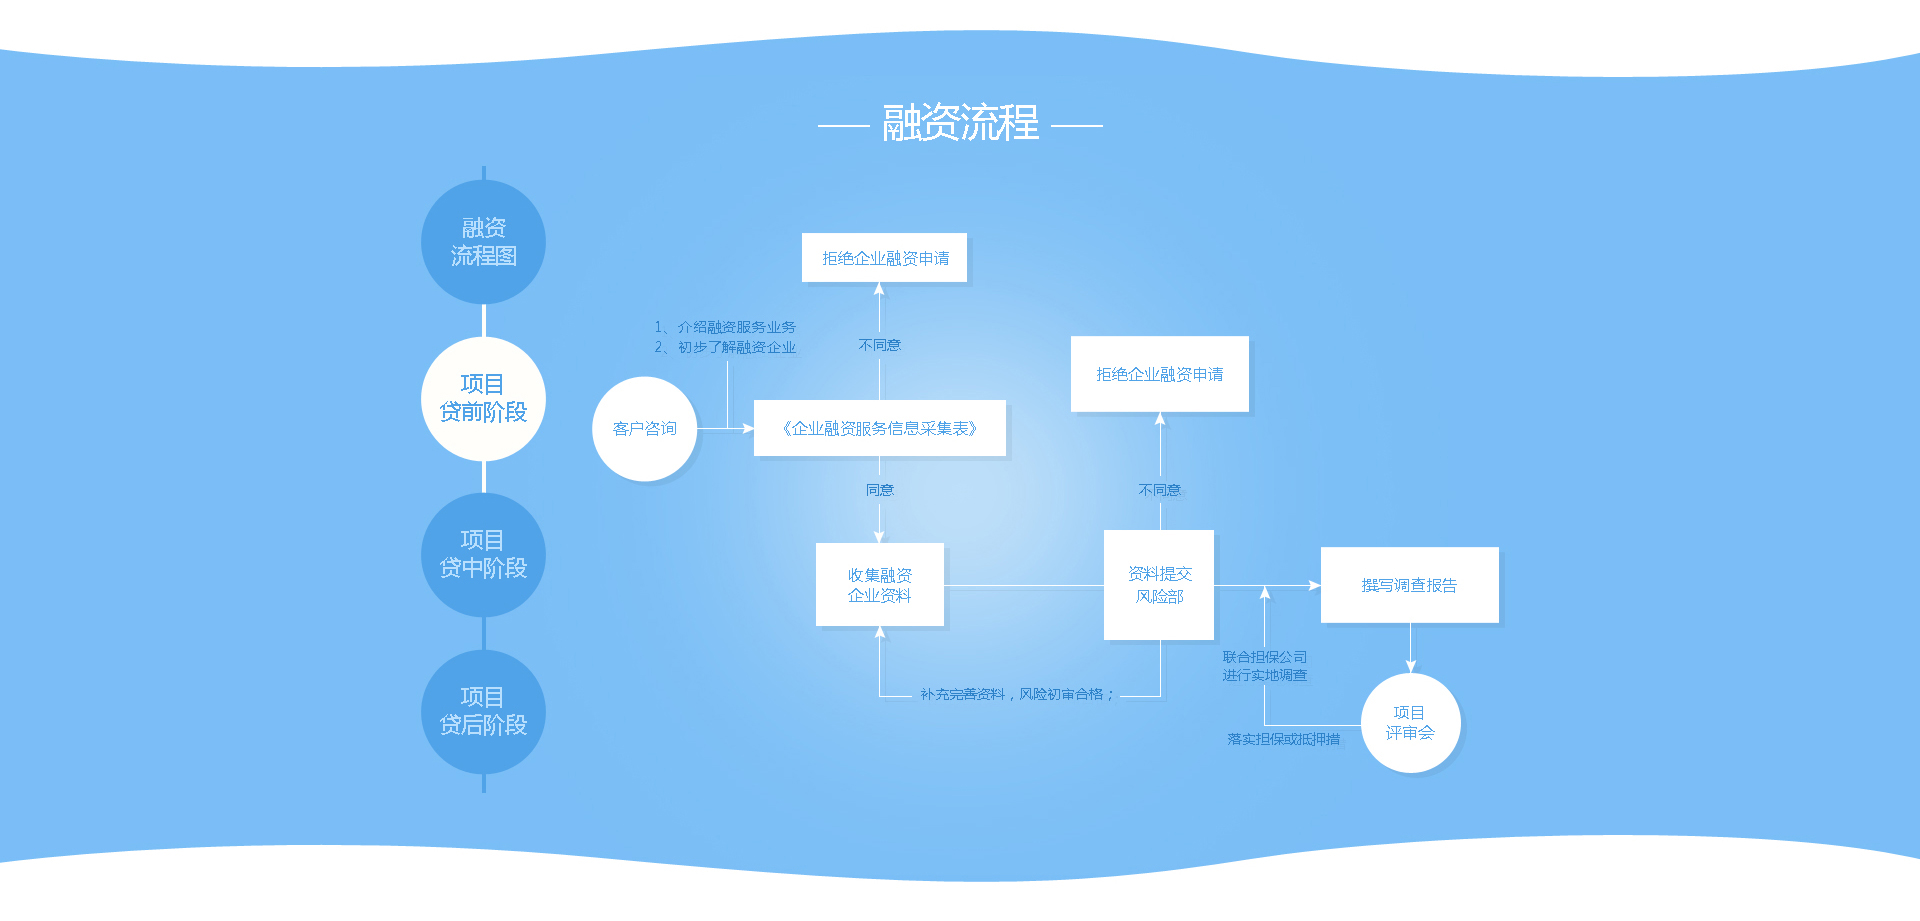 融资流程
融资
流程图
项目
贷前阶段
项目
贷中阶段
项目
贷后阶段
拒绝企业融资申请
1、介绍融资服务业务
2、初步了解融资企业
不同意
客户咨询
《企业融资服务信息采集表》
同意
收集融资
企业资料
拒绝企业融资申请
不同意
资料提交
风险部
撰写调查报告
联合担保公司
进行实地调查
补充完善资料，风险初审合格；
项目
评审会
落实担保或抵押措